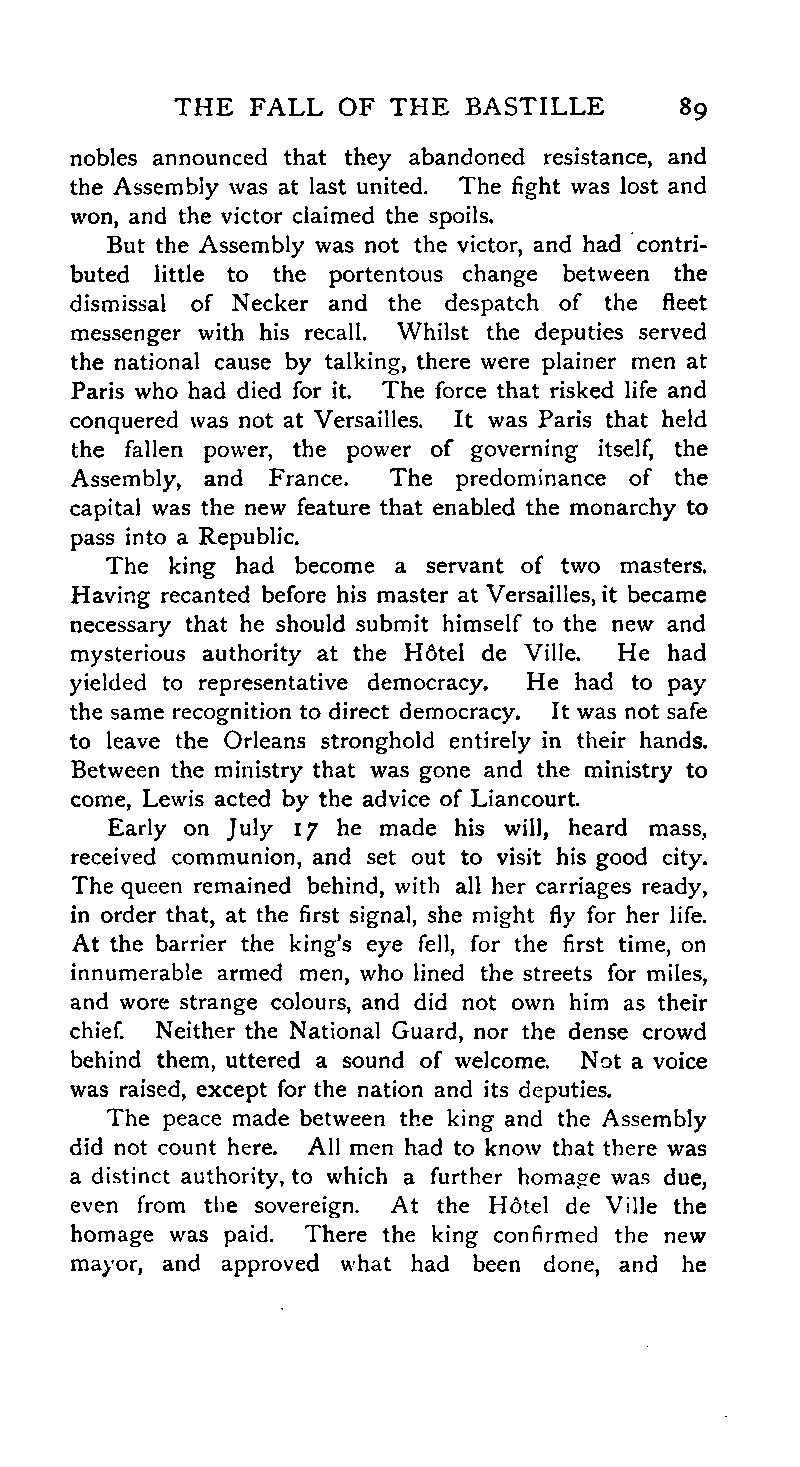 THE FALL OF THE BASTILLE 89
nobles announced that they abandoned resistance, and
the Assembly was at last united. The fight was lost and
won, and the victor claimed the spoils.
But the Assembly was not the victor, and had contri-
buted little to the portentous change between the
dismissal of Necker and the despatch of the fleet
messenger with his recall. Whilst the deputies served
the national cause by talking, there were plainer men at
Paris who had died for it. The force that risked life and
conquered was not at Versailles. It was Paris that held
the fallen power, the power of governing itself, the
Assembly, and France. The predominance of the
capital was the new feature that enabled the monarchy to
pass into a Republic.
The king had become a servant of two masters.
Having recanted before his master at Versailles, it became
necessary that he should submit himself to the new and
mysterious authority at the Hôtel de Ville. He had
yielded to representative democracy. He had to pay
the same recognition to direct democracy. It was not safe
to leave the Orleans stronghold entirely in their hands.
Between the ministry that was gone and the ministry to
come, Lewis acted by the advice of Liancourt.
Early on July 17 he made his will, heard mass,
received communion, and set out to visit his good city.
The queen remained behind, with all her carriages ready,
in order that, at the first signal, she might fly for her life.
At the barrier the king's eye fell, for the first time, on
innumerable armed men, who lined the streets for miles,
and wore strange colours, and did not own him as their
chief. Neither the National Guard, nor the dense crowd
behind them, uttered a sound of welcome. Not a voice
was raised, except for the nation and its deputies.
The peace made between the king and the Assembly
did not count here. All men had to know that there was
a distinct authority, to which a further homage was due,
even from the sovereign. At the Hôtel de Ville the
homage was paid. There the king confirmed the new
mayor, and approved what had been done, and he